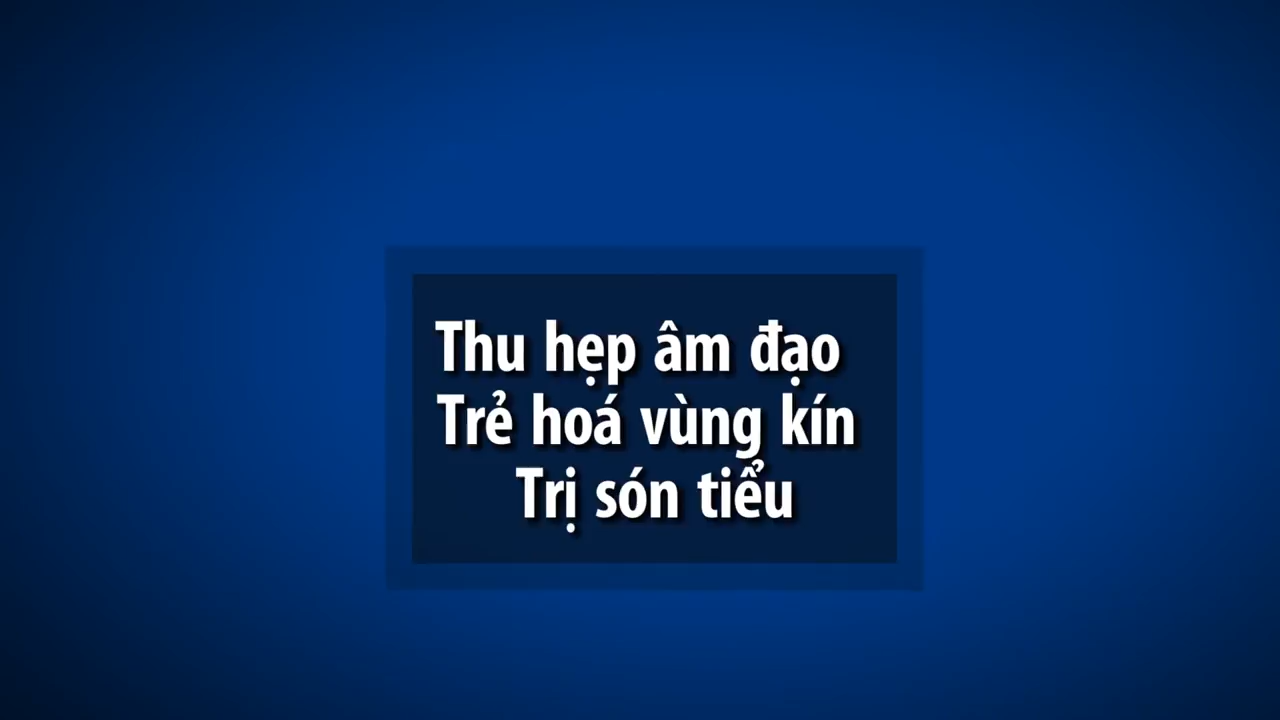 Thu hẹp âm đạo
Trẻ hoá vùng kín
Trị són tiểu